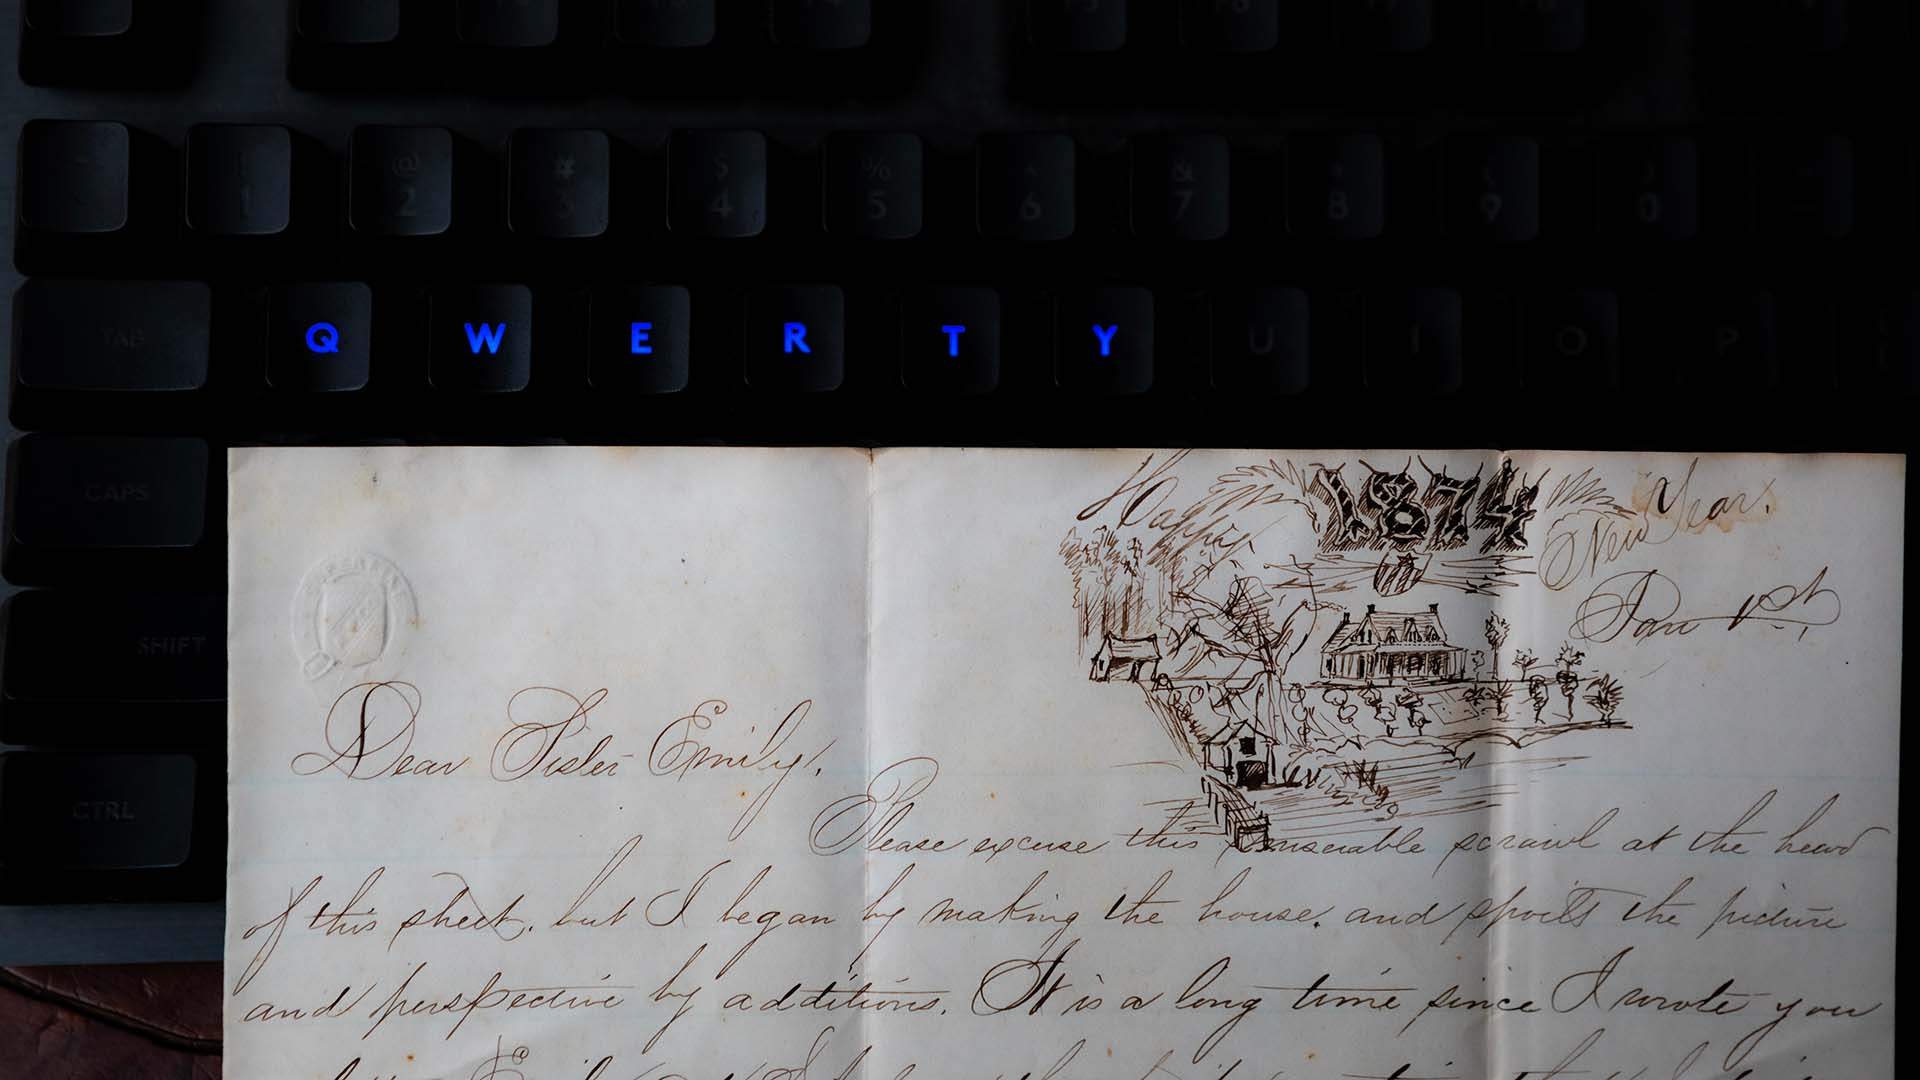 @ # $ % &
1 2 3 4 5 6 7 8 9 0
TAB Q W E R T Y U I O P
CAPS
SHIFT
CTRL
Happy 1874 New Year.
Jan 1st.
Dear Sister Emily,
Please excuse this miserable scrawl at the head
of this sheet, but I began by making the house, and spoilt the picture
and perspective by additions. It is a long time since I wrote you